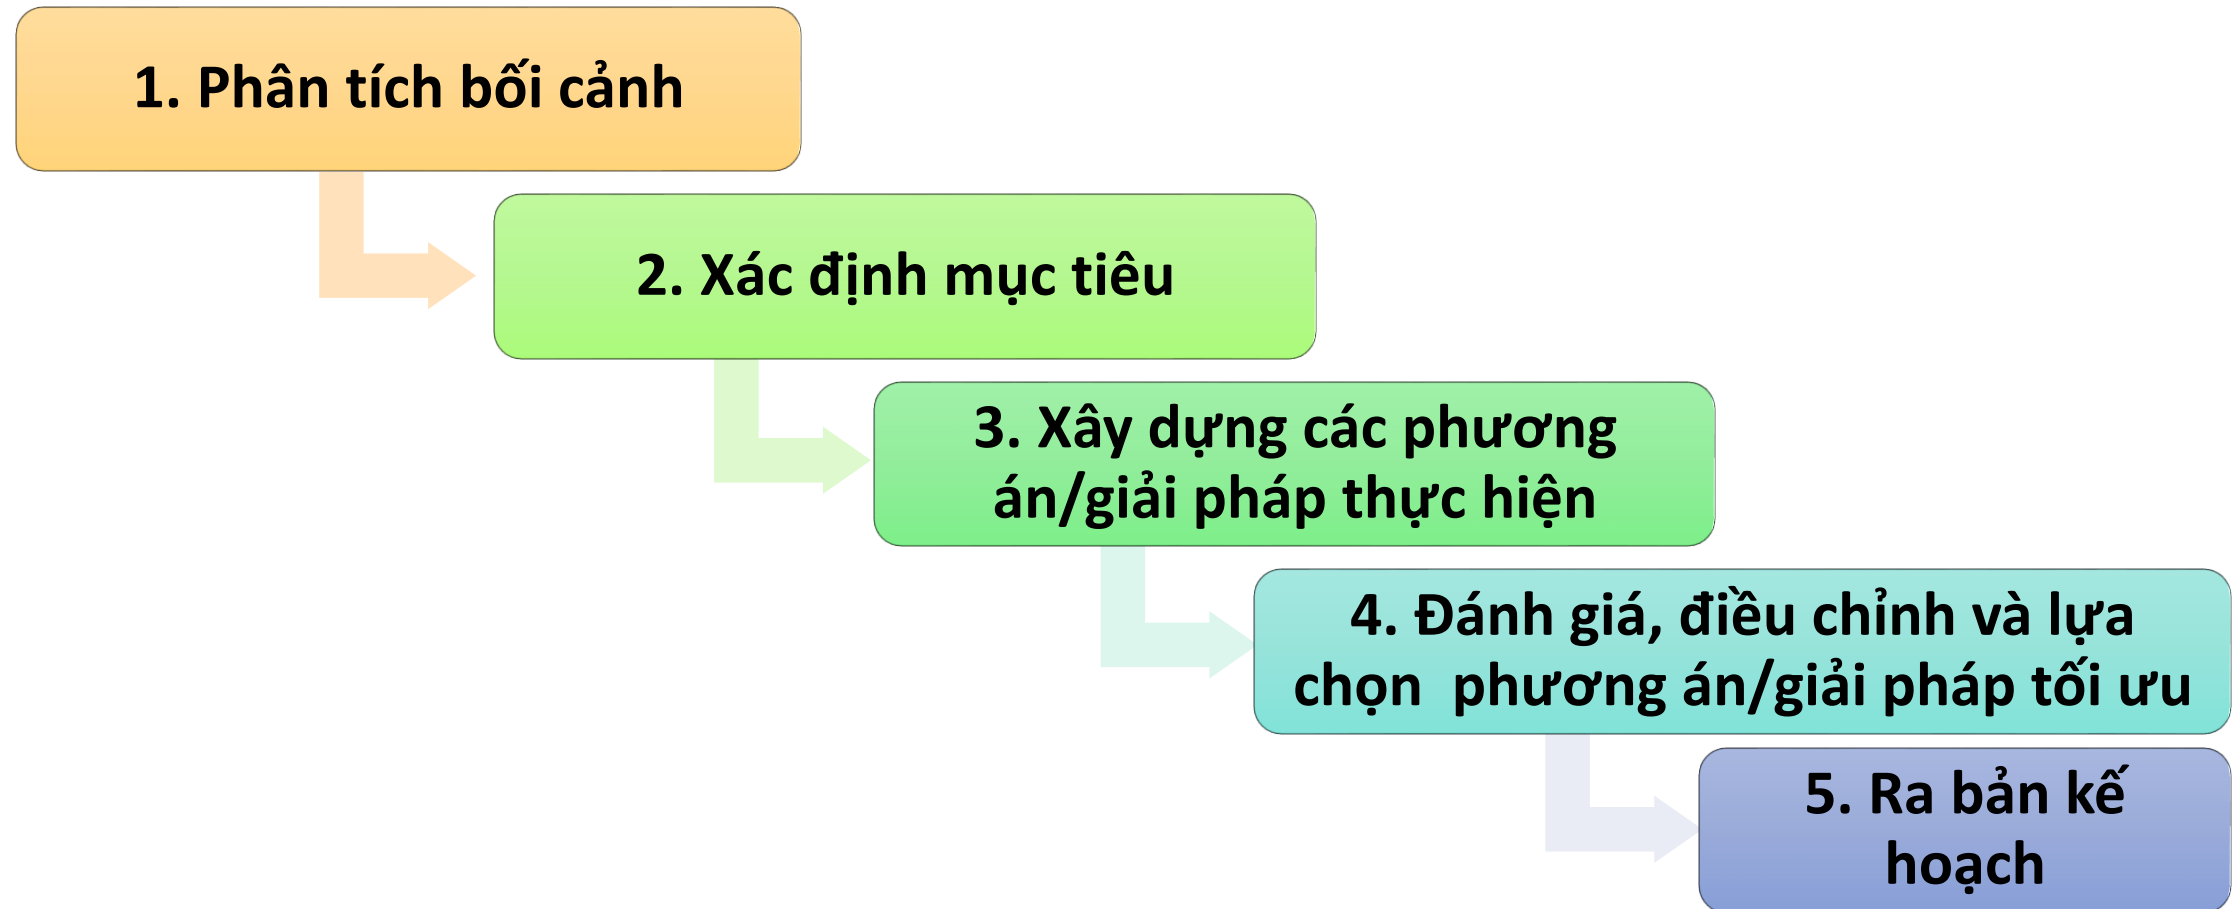 1. Phân tích bối cảnh
2. Xác định mục tiêu
3. Xây dựng các phương
án/giải pháp thực hiện
4. Đánh giá, điều chỉnh và lựa
chọn  phương án/giải pháp tối ưu
5. Ra bản kế
hoạch